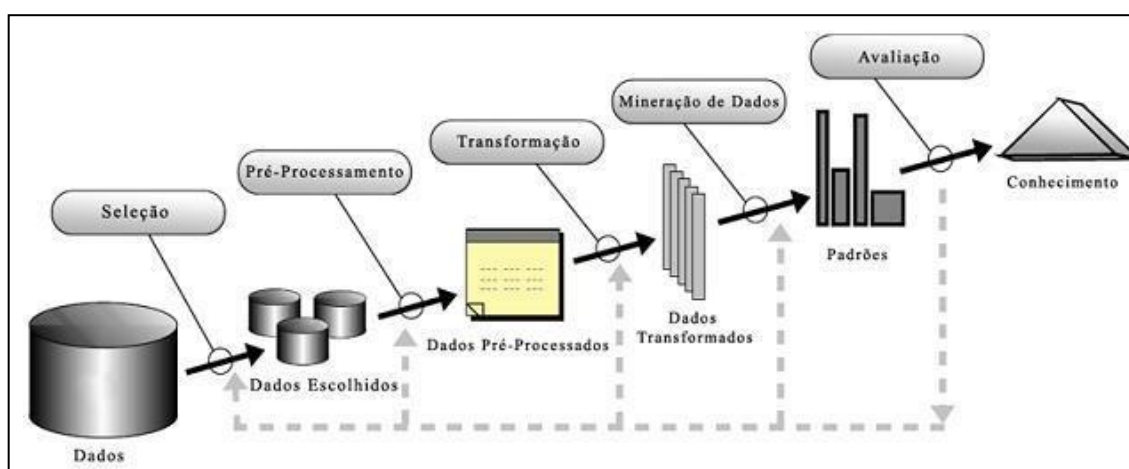 Avaliação
Mineração de Dados
Transformação
Pré-Processamento
Seleção
Conhecimento
Padrões
Dados
Transformados
Dados Pré-Processados
Dados Escolhidos
Dados